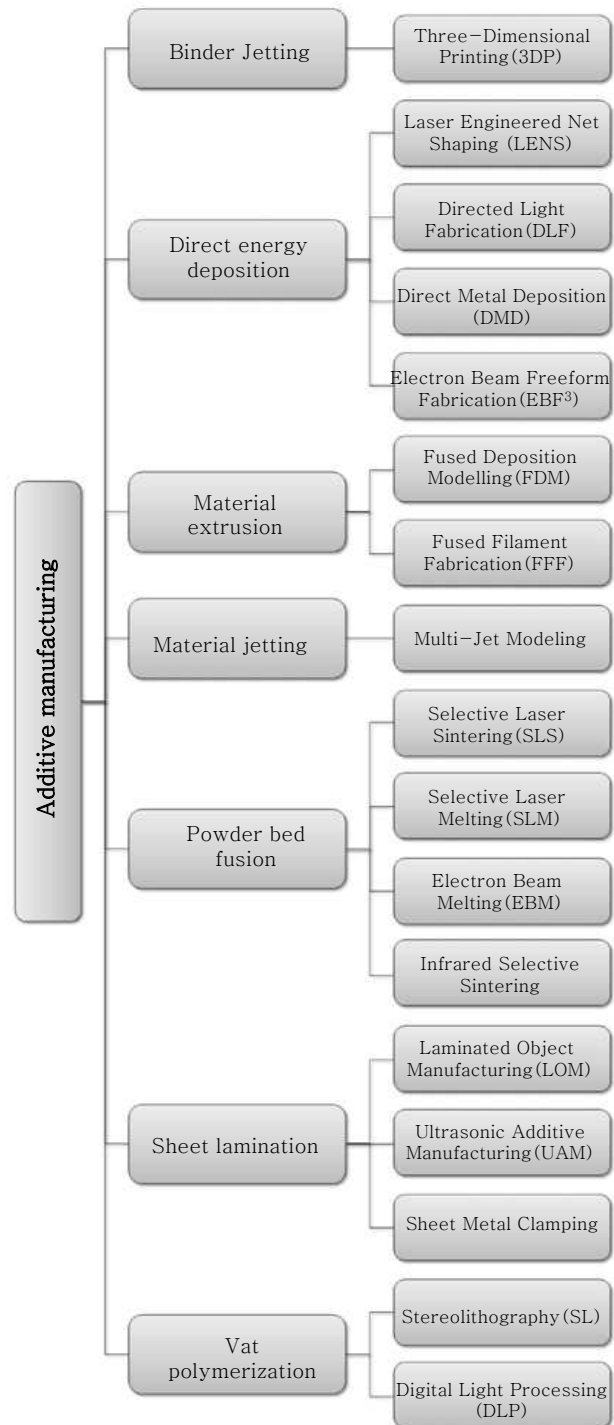 Additive manufacturing
Binder Jetting
Three-Dimensional
Printing(3DP)
Direct energy
deposition
Laser Engineered Net
Shaping (LENS)
Directed Light
Fabrication(DLF)
Direct Metal Deposition
(DMD)
Electron Beam Freeform
Fabrication(EBF³)
Material
extrusion
Fused Deposition
Modelling(FDM)
Fused Filament
Fabrication(FFF)
Material jetting
Multi-Jet Modeling
Powder bed
fusion
Selective Laser
Sintering(SLS)
Selective Laser
Melting(SLM)
Electron Beam
Melting(EBM)
Infrared Selective
Sintering
Sheet lamination
Laminated Object
Manufacturing(LOM)
Ultrasonic Additive
Manufacturing(UAM)
Sheet Metal Clamping
Vat
polymerization
Stereolithography(SL)
Digital Light Processing
(DLP)